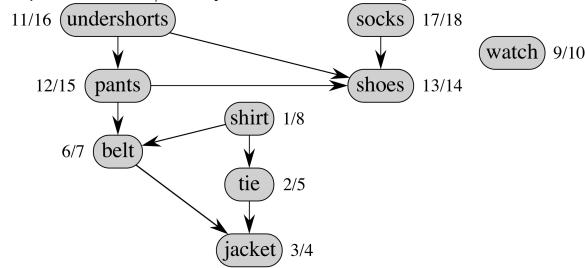 11/16 undershorts socks 17/18
watch 9/10
12/15 pants shoes 13/14
shirt 1/8
6/7 belt
tie 2/5
jacket 3/4